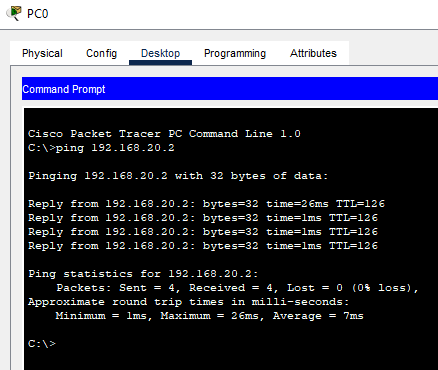 PC0
Physical Config Desktop Programming Attributes
Command Prompt
Cisco Packet Tracer PC Command Line 1.0
C:\>ping 192.168.20.2
Pinging 192.168.20.2 with 32 bytes of data:
Reply from 192.168.20.2: bytes=32 time=26ms TTL=126
Reply from 192.168.20.2: bytes=32 time=1ms TTL=126
Reply from 192.168.20.2: bytes=32 time=1ms TTL=126
Reply from 192.168.20.2: bytes=32 time=1ms TTL=126
Ping statistics for 192.168.20.2:
    Packets: Sent = 4, Received = 4, Lost = 0 (0% loss),
Approximate round trip times in milli-seconds:
    Minimum = 1ms, Maximum = 26ms, Average = 7ms
C:\>